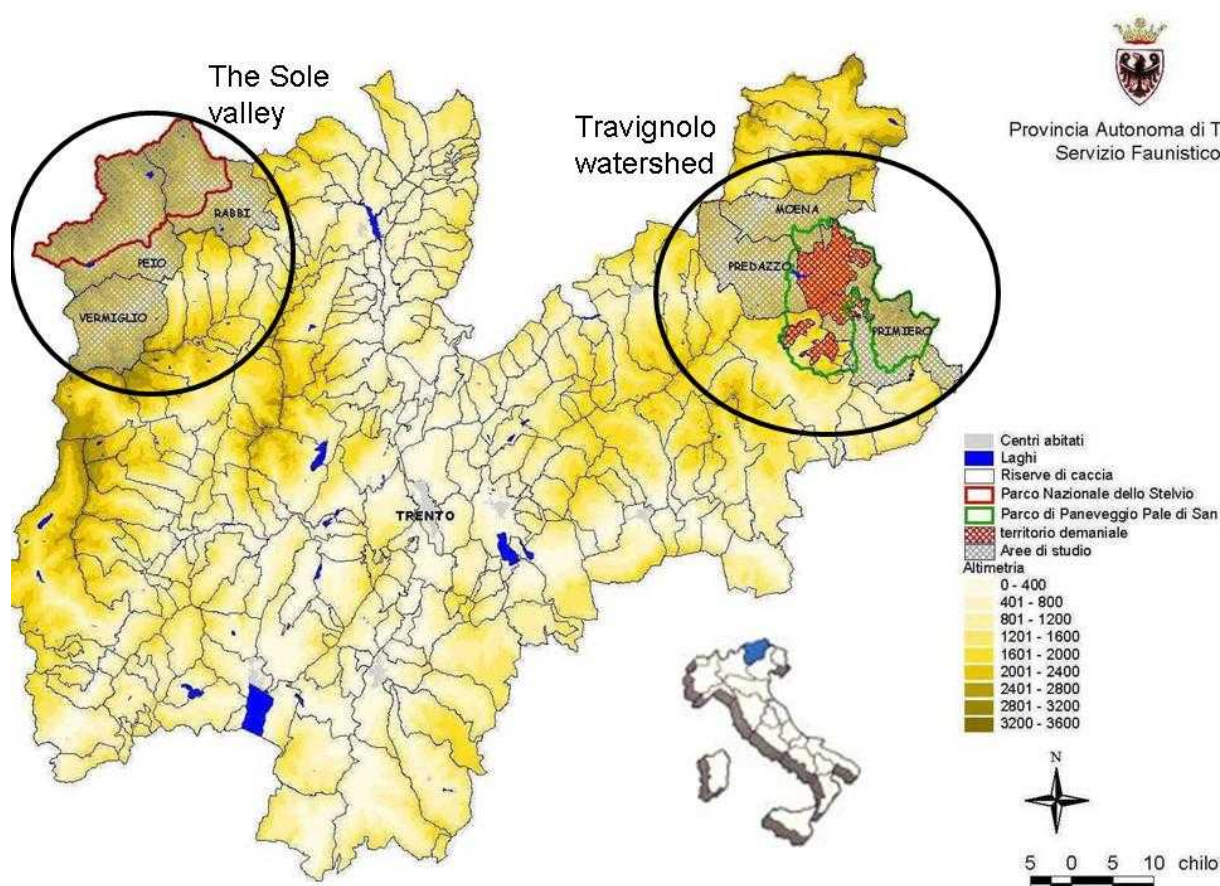 The Sole
valley
Travignolo
watershed
Provincia Autonoma di T
Servizio Faunistico
MOENA
RABBI
PREDAZZO
PEIO
VERMIGLIO
PRIMIERO
TRENTO
Centri abitati
Laghi
Riserve di caccia
Parco Nazionale dello Stelvio
Parco di Paneveggio Pale di San
territorio demaniale
Aree di studio
Altimetria
0 - 400
401 - 800
801 - 1200
1201 - 1600
1601 - 2000
2001 - 2400
2401 - 2800
2801 - 3200
3200 - 3600
N
5 0 5 10 chilo